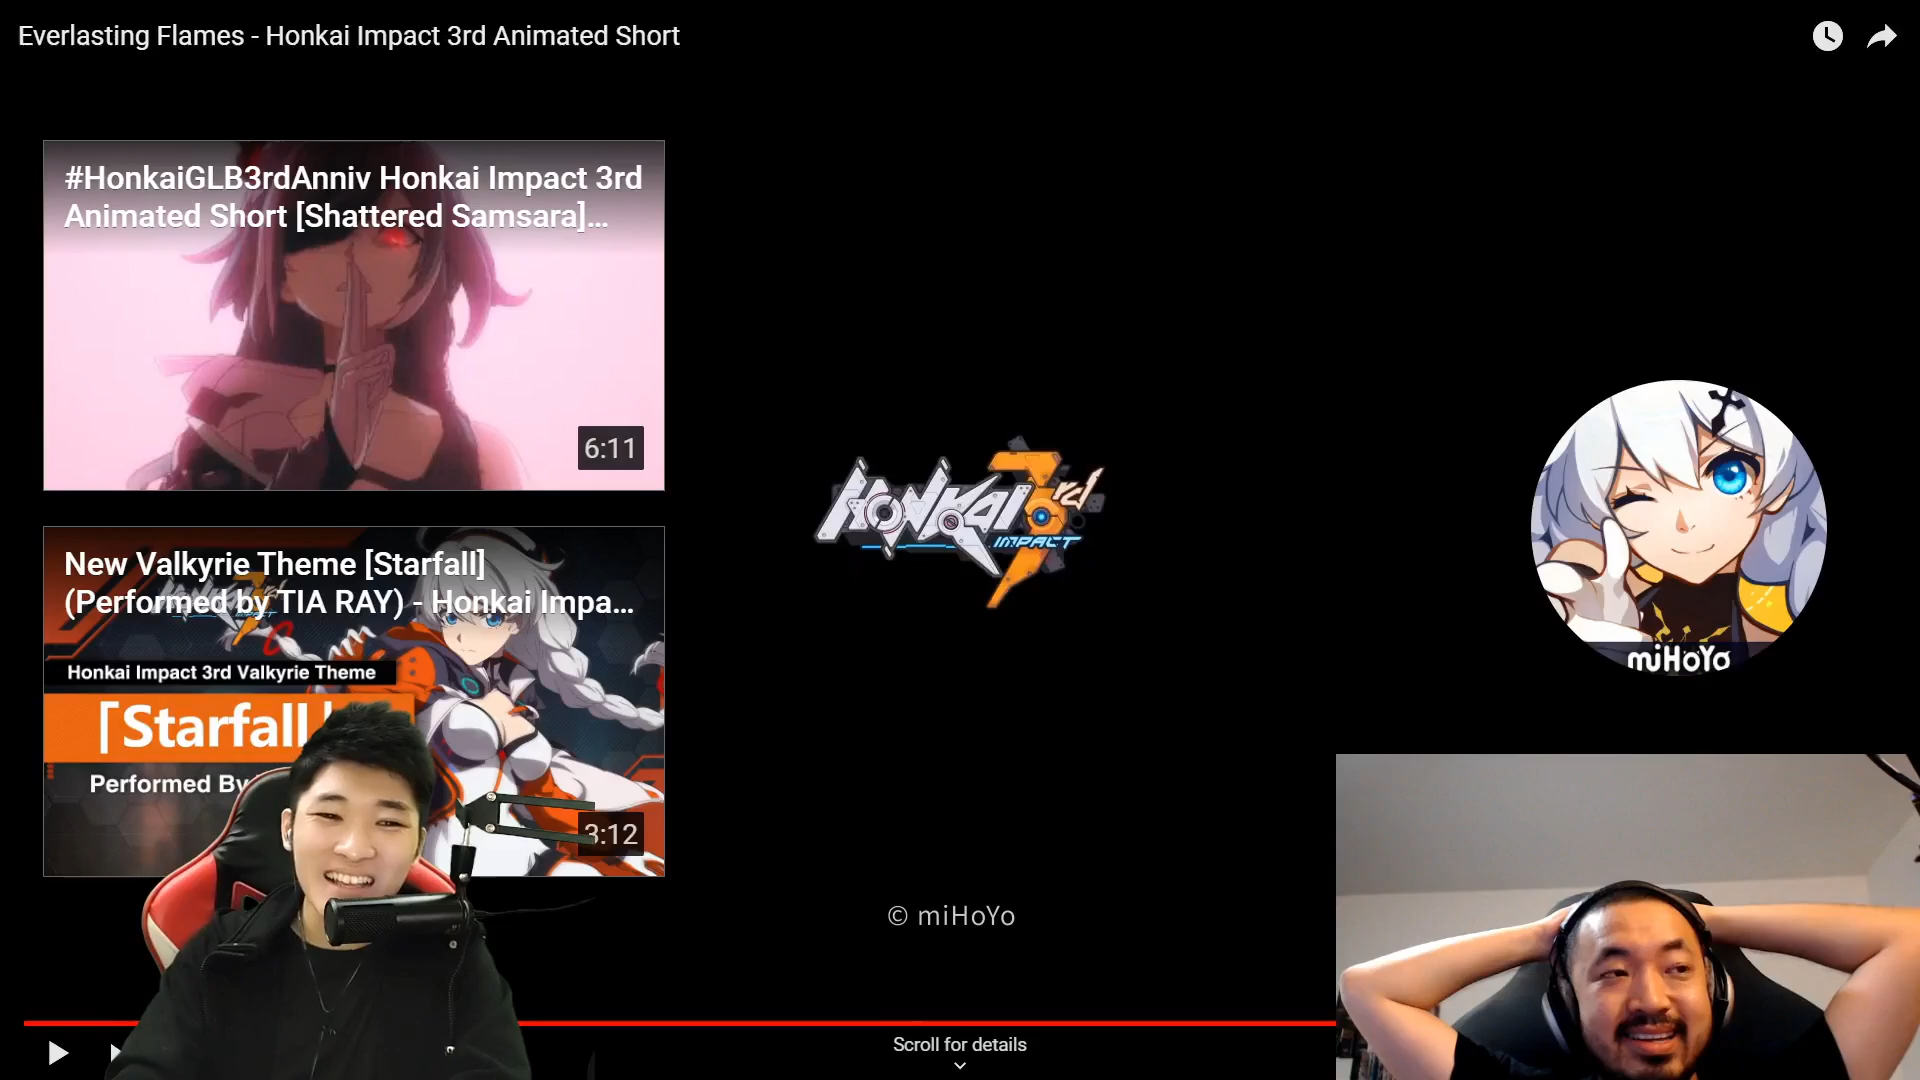 Everlasting Flames - Honkai Impact 3rd Animated Short
#HonkaiGLB3rdAnniv Honkai Impact 3rd
Animated Short [Shattered Samsara]...
6:11
New Valkyrie Theme [Starfall]
(Performed by TIA RAY) - Honkai Impa...
Honkai Impact 3rd Valkyrie Theme
「Starfall
Performed By
3:12
HONKAI 3rd
IMPACT
miHoYo
© miHoYo
Scroll for details